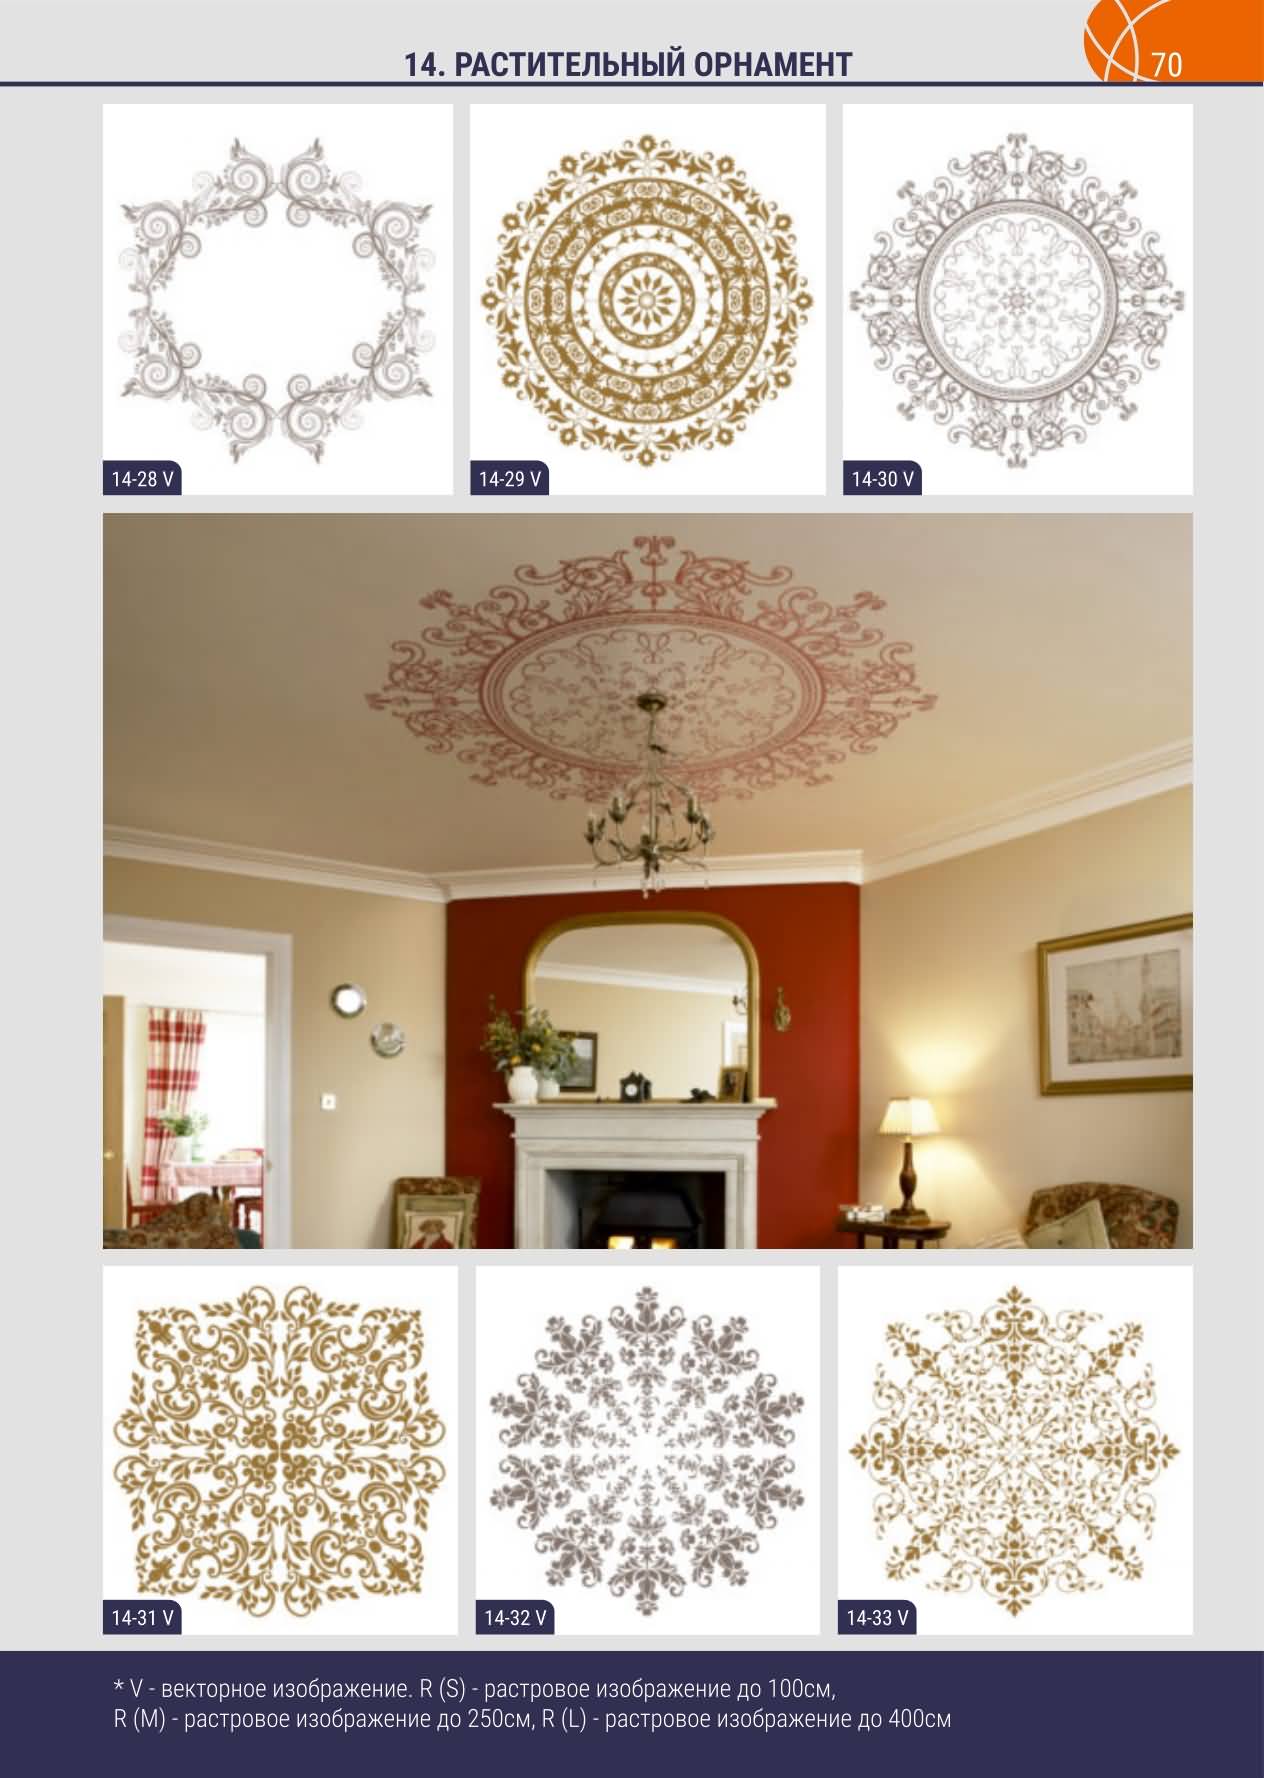 14. РАСТИТЕЛЬНЫЙ ОРНАМЕНТ
70
14-28 V
14-29 V
14-30 V
14-31 V
14-32 V
14-33 V
* V - векторное изображение. R (S) - растровое изображение до 100см,
R (M) - растровое изображение до 250см, R (L) - растровое изображение до 400см